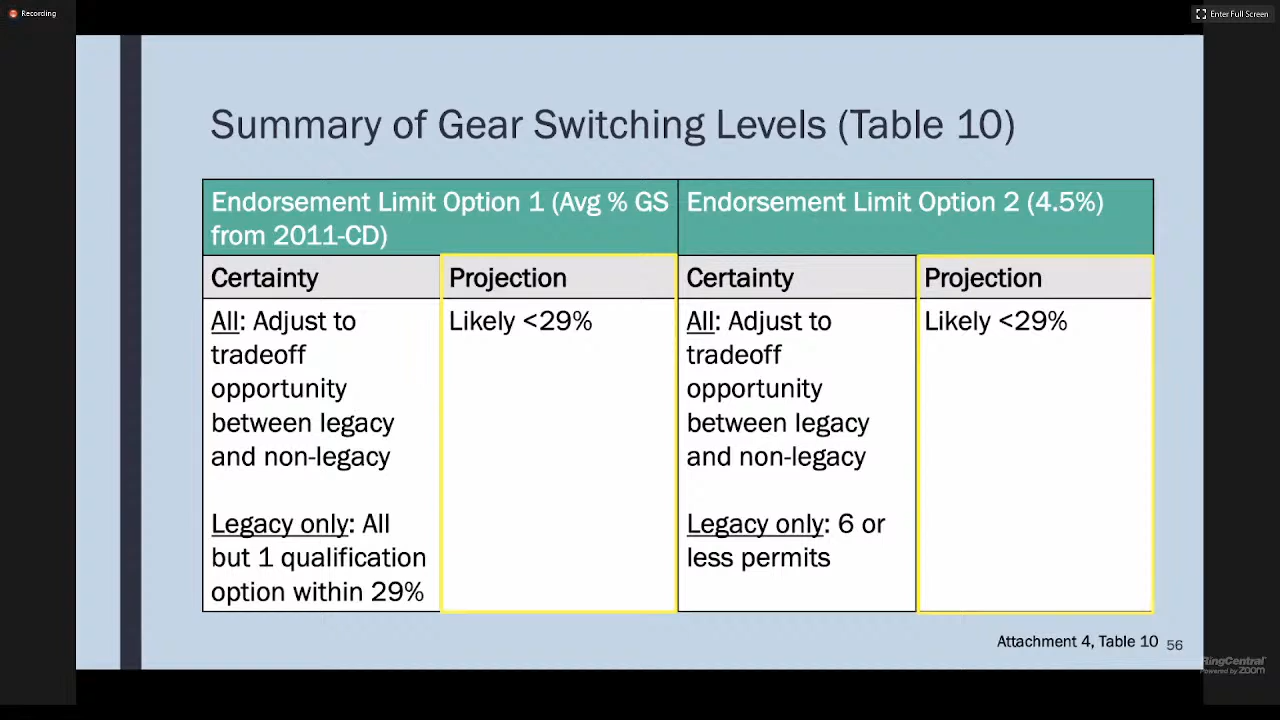 Recording
Enter Full Screen
Summary of Gear Switching Levels (Table 10)
Endorsement Limit Option 1 (Avg % GS
from 2011-CD)
Endorsement Limit Option 2 (4.5%)
Certainty
Projection
Certainty
Projection
All: Adjust to
tradeoff
opportunity
between legacy
and non-legacy
Legacy only: All
but 1 qualification
option within 29%
Likely <29%
All: Adjust to
tradeoff
opportunity
between legacy
and non-legacy
Legacy only: 6 or
less permits
Likely <29%
Attachment 4, Table 10
56
RingCentral
Powered by zoom